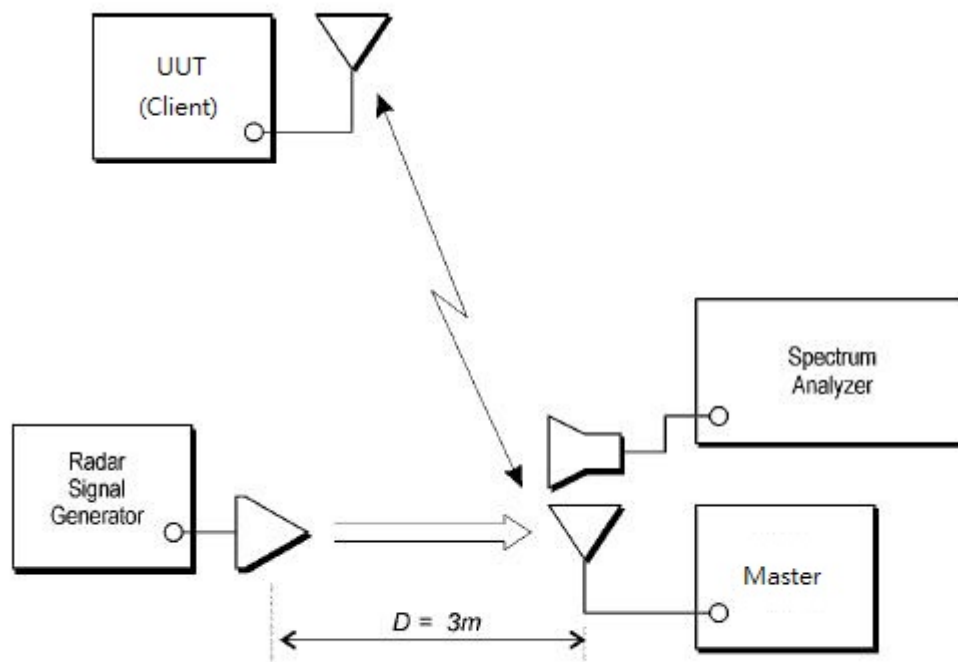 UUT
(Client)
Spectrum
Analyzer
Radar
Signal
Generator
Master
D = 3m